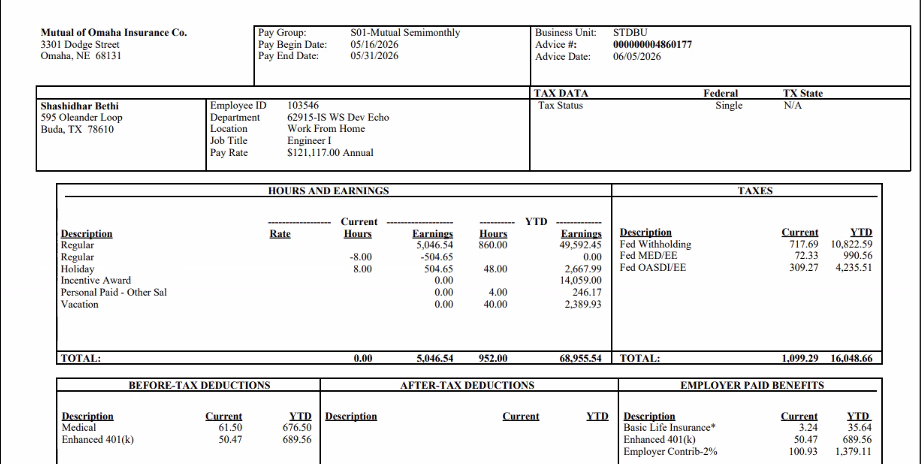 Mutual of Omaha Insurance Co.
3301 Dodge Street
Omaha, NE 68131
Pay Group: S01-Mutual Semimonthly
Pay Begin Date: 05/16/2026
Pay End Date: 05/31/2026
Business Unit: STDBU
Advice #: 000000004860177
Advice Date: 06/05/2026
Shashidhar Bethi
595 Oleander Loop
Buda, TX 78610
Employee ID 103546
Department 62915-IS WS Dev Echo
Location Work From Home
Job Title Engineer I
Pay Rate $121,117.00 Annual
TAX DATA Federal TX State
Tax Status Single N/A
HOURS AND EARNINGS
----------------- Current ------------------ ---------- YTD ------------
Description Rate Hours Earnings Hours Earnings
Regular 5,046.54 860.00 49,592.45
Regular -8.00 -504.65 0.00
Holiday 8.00 504.65 48.00 2,667.99
Incentive Award 0.00 14,059.00
Personal Paid - Other Sal 0.00 4.00 246.17
Vacation 0.00 40.00 2,389.93
TOTAL: 0.00 5,046.54 952.00 68,955.54
TAXES
Description Current YTD
Fed Withholding 717.69 10,822.59
Fed MED/EE 72.33 990.56
Fed OASDI/EE 309.27 4,235.51
TOTAL: 1,099.29 16,048.66
BEFORE-TAX DEDUCTIONS
Description Current YTD
Medical 61.50 676.50
Enhanced 401(k) 50.47 689.56
AFTER-TAX DEDUCTIONS
Description Current YTD
EMPLOYER PAID BENEFITS
Description Current YTD
Basic Life Insurance* 3.24 35.64
Enhanced 401(k) 50.47 689.56
Employer Contrib-2% 100.93 1,379.11